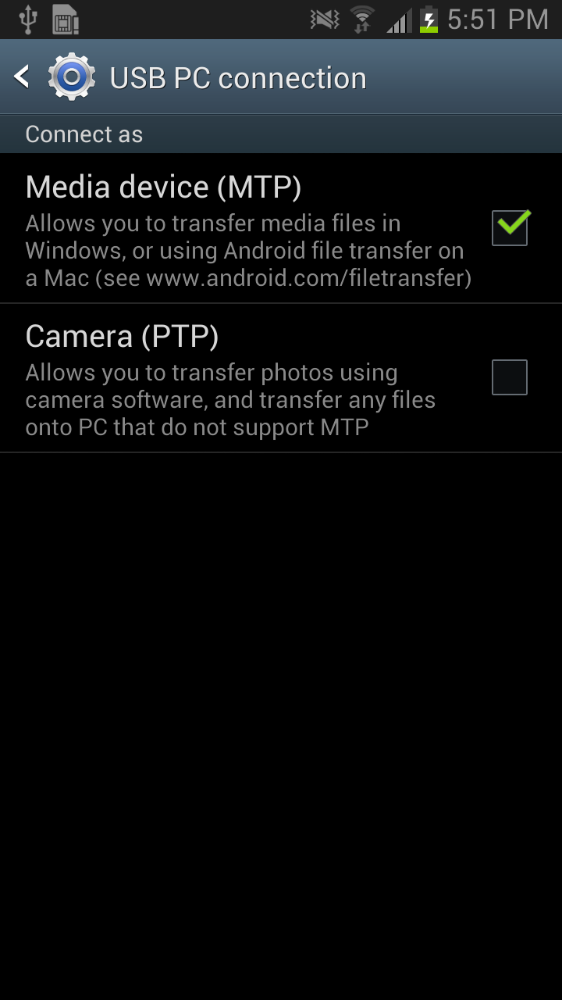 5:51 PM
USB PC connection
Connect as
Media device (MTP)
Allows you to transfer media files in
Windows, or using Android file transfer on
a Mac (see www.android.com/filetransfer)
Camera (PTP)
Allows you to transfer photos using
camera software, and transfer any files
onto PC that do not support MTP